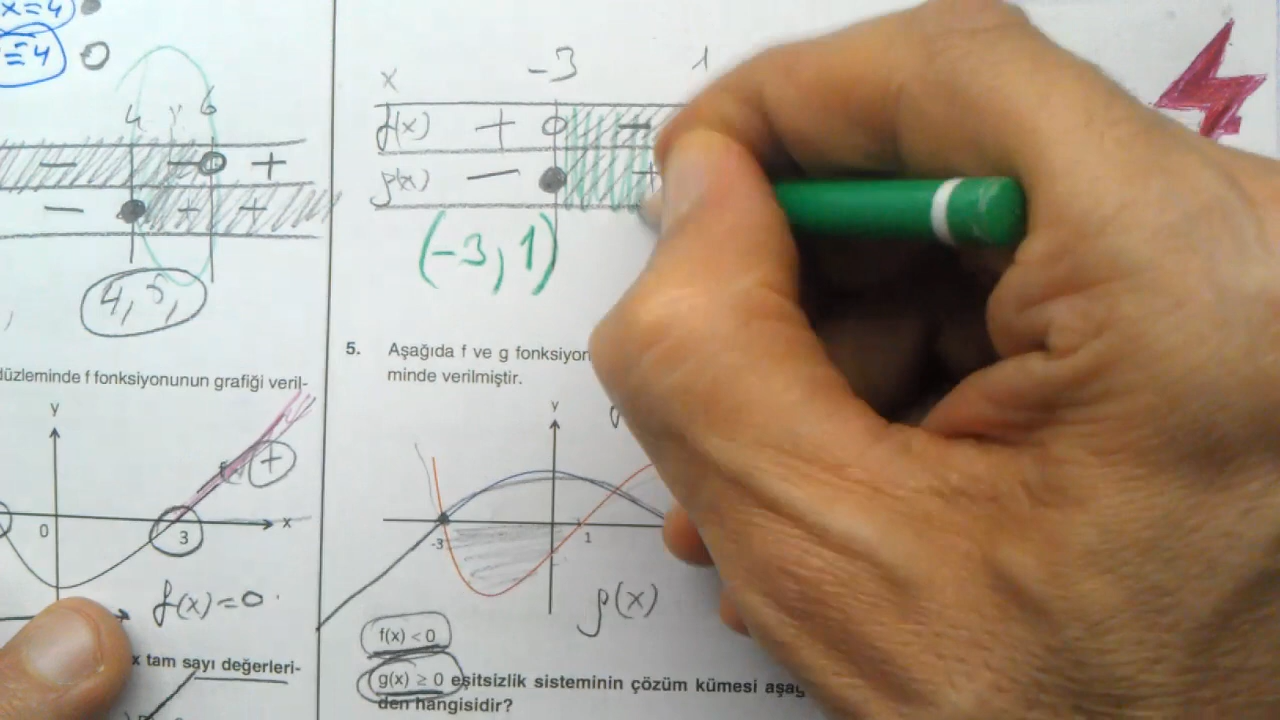 x=4
=4
4 6
- - +
- + +
4, 5,
düzleminde f fonksiyonunun grafiği veril-
y
+
0 3 x
f(x)=0
x tam sayı değerleri-
x -3 1
f(x) + -
g(x) - +
(-3, 1)
5. Aşağıda f ve g fonksiyon
minde verilmiştir.
y
-3 1
g(x)
f(x) < 0
g(x) ≥ 0 eşitsizlik sisteminin çözüm kümesi aşağ
den hangisidir?